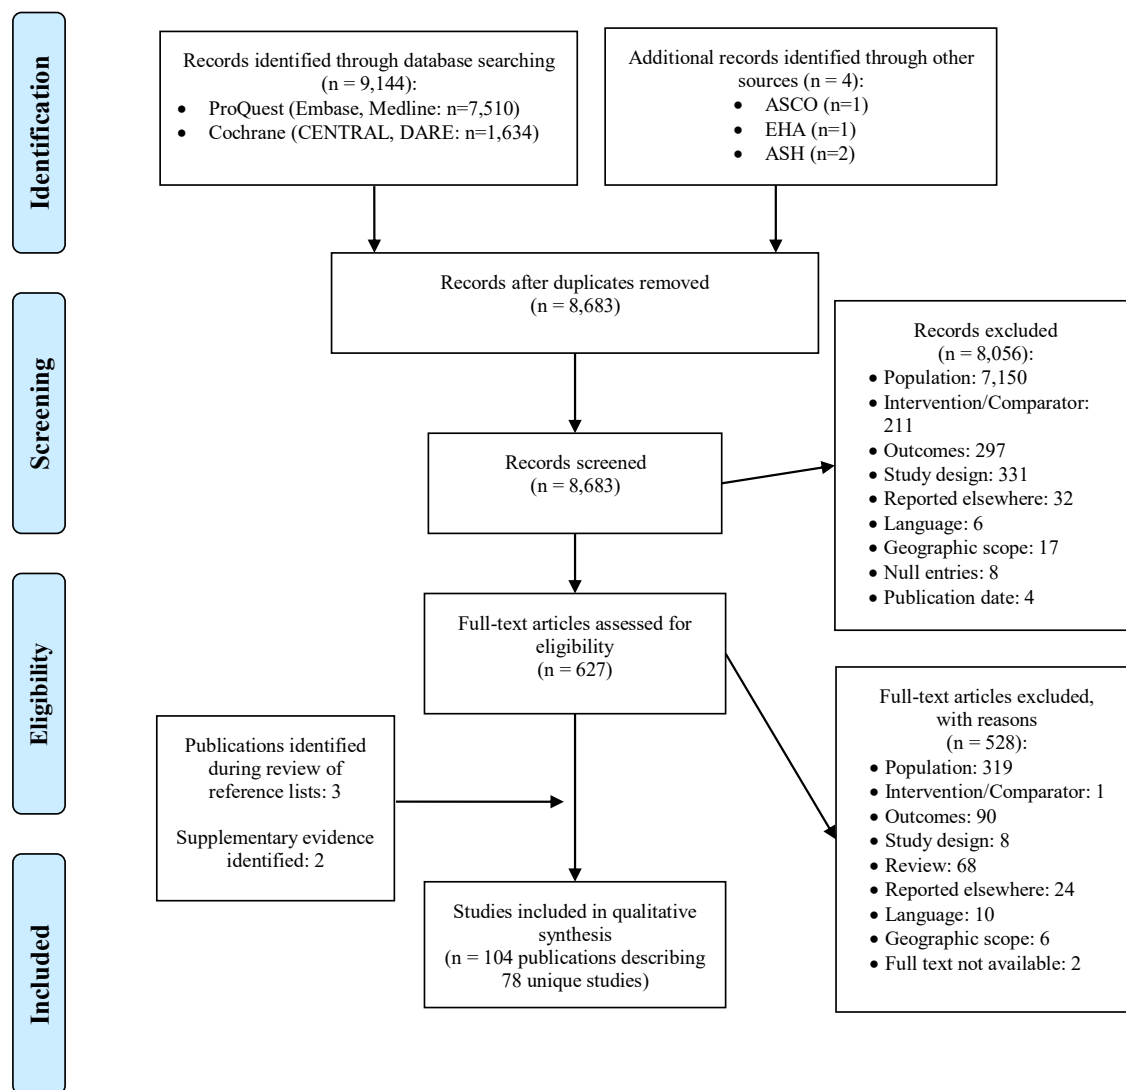 Identification
Records identified through database searching
(n = 9,144):
• ProQuest (Embase, Medline: n=7,510)
• Cochrane (CENTRAL, DARE: n=1,634)
Additional records identified through other
sources (n = 4):
• ASCO (n=1)
• EHA (n=1)
• ASH (n=2)
Records after duplicates removed
(n = 8,683)
Screening
Records screened
(n = 8,683)
Records excluded
(n = 8,056):
• Population: 7,150
• Intervention/Comparator:
211
• Outcomes: 297
• Study design: 331
• Reported elsewhere: 32
• Language: 6
• Geographic scope: 17
• Null entries: 8
• Publication date: 4
Eligibility
Full-text articles assessed for
eligibility
(n = 627)
Full-text articles excluded,
with reasons
(n = 528):
• Population: 319
• Intervention/Comparator: 1
• Outcomes: 90
• Study design: 8
• Review: 68
• Reported elsewhere: 24
• Language: 10
• Geographic scope: 6
• Full text not available: 2
Publications identified
during review of
reference lists: 3
Supplementary evidence
identified: 2
Included
Studies included in qualitative
synthesis
(n = 104 publications describing
78 unique studies)